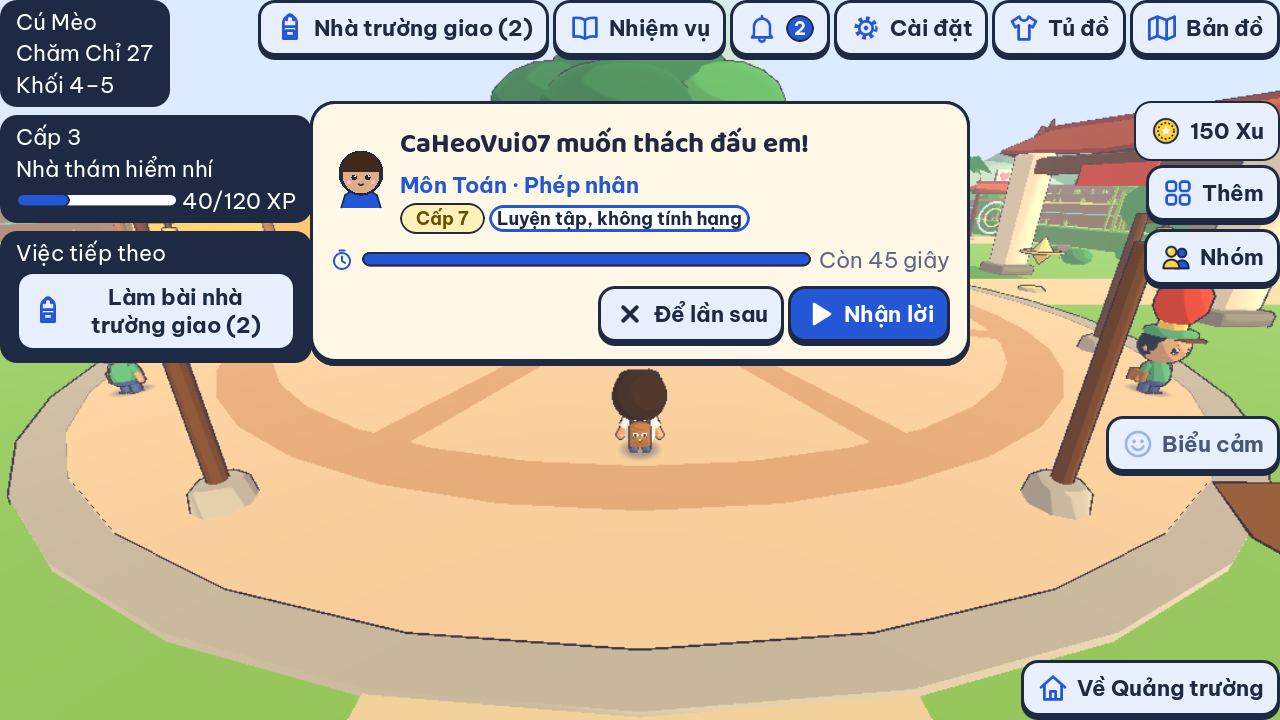 Cú Mèo
Chăm Chỉ 27
Khối 4–5
Nhà trường giao (2)
Nhiệm vụ
2
Cài đặt
Tủ đồ
Bản đồ
Cấp 3
Nhà thám hiểm nhí
40/120 XP
Việc tiếp theo
Làm bài nhà
trường giao (2)
CaHeoVui07 muốn thách đấu em!
Môn Toán · Phép nhân
Cấp 7
Luyện tập, không tính hạng
Còn 45 giây
Để lần sau
Nhận lời
150 Xu
Thêm
Nhóm
Biểu cảm
Về Quảng trường